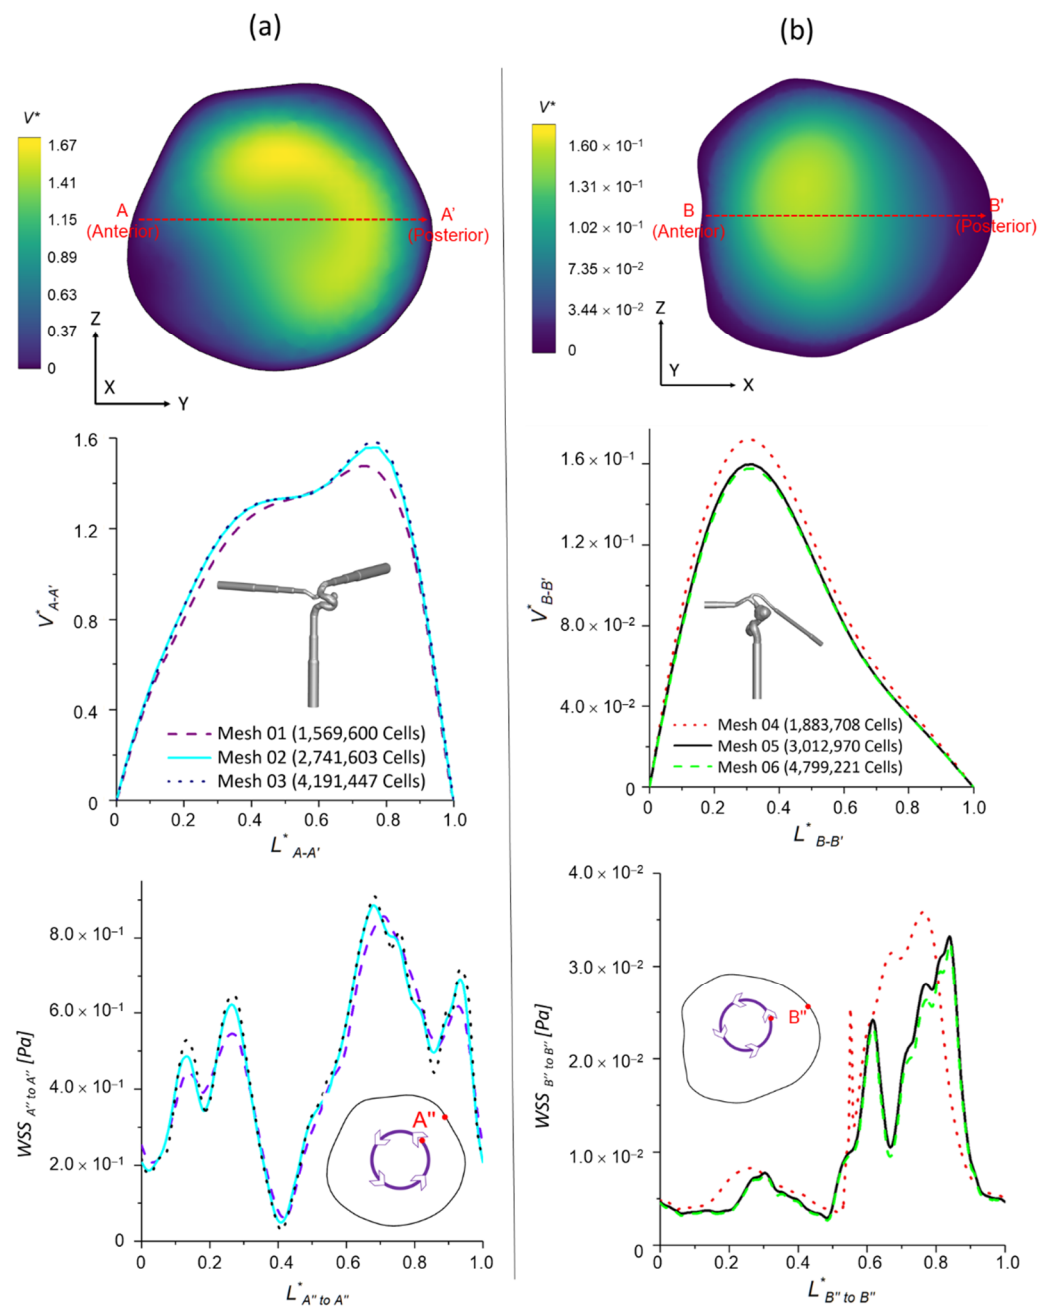 (a)
V*
1.67
1.41
1.15
0.89
0.63
0.37
0
A
(Anterior)
A'
(Posterior)
Z
X
Y
1.6
1.2
0.8
0.4
0
V*A-A'
Mesh 01 (1,569,600 Cells)
Mesh 02 (2,741,603 Cells)
Mesh 03 (4,191,447 Cells)
0 0.2 0.4 0.6 0.8 1.0
L*A-A'
8.0 × 10⁻¹
6.0 × 10⁻¹
4.0 × 10⁻¹
2.0 × 10⁻¹
0
WSS A" to A" [Pa]
A"
0 0.2 0.4 0.6 0.8 1.0
L*A" to A"
(b)
V*
1.60 × 10⁻¹
1.31 × 10⁻¹
1.02 × 10⁻¹
7.35 × 10⁻²
3.44 × 10⁻²
0
B
(Anterior)
B'
(Posterior)
Z
Y
X
1.6 × 10⁻¹
1.2 × 10⁻¹
8.0 × 10⁻²
4.0 × 10⁻²
0
V*B-B'
Mesh 04 (1,883,708 Cells)
Mesh 05 (3,012,970 Cells)
Mesh 06 (4,799,221 Cells)
0 0.2 0.4 0.6 0.8 1.0
L*B-B'
4.0 × 10⁻²
3.0 × 10⁻²
2.0 × 10⁻²
1.0 × 10⁻²
0
WSS B" to B" [Pa]
B"
0 0.2 0.4 0.6 0.8 1.0
L*B" to B"